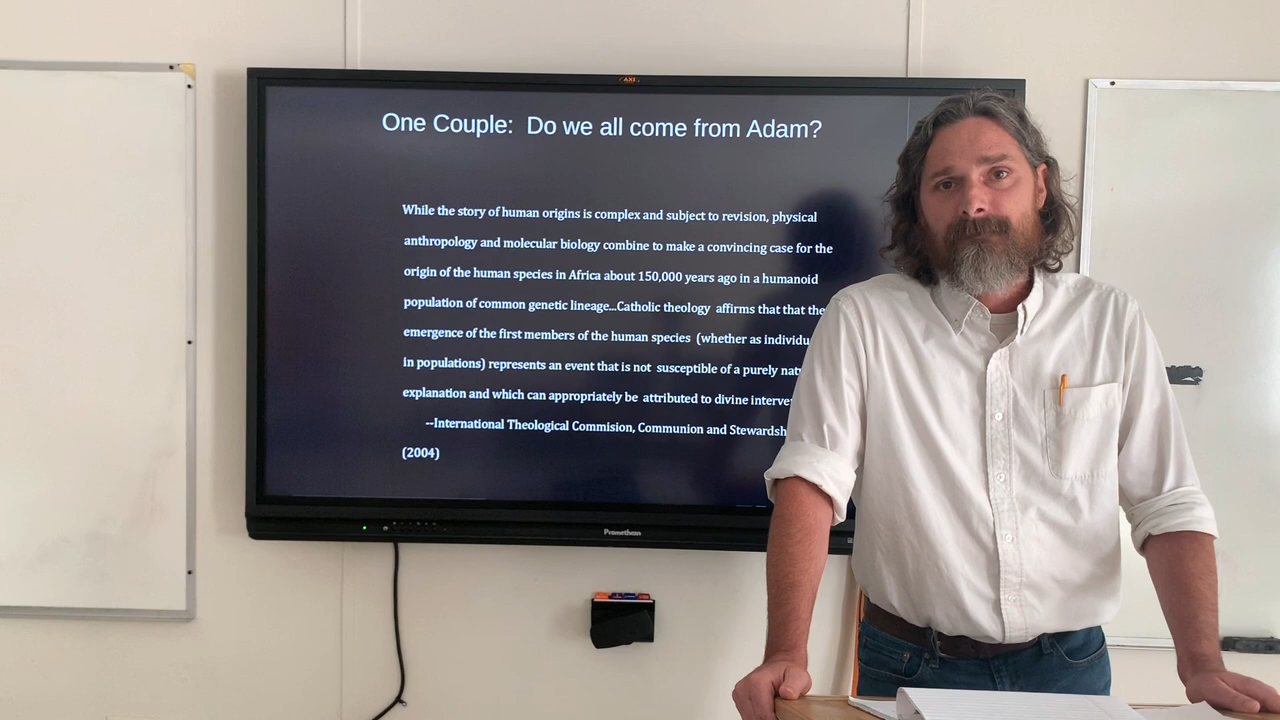 One Couple: Do we all come from Adam?
While the story of human origins is complex and subject to revision, physical
anthropology and molecular biology combine to make a convincing case for the
origin of the human species in Africa about 150,000 years ago in a humanoid
population of common genetic lineage...Catholic theology affirms that that the
emergence of the first members of the human species (whether as individu
in populations) represents an event that is not susceptible of a purely nat
explanation and which can appropriately be attributed to divine interve
--International Theological Commision, Communion and Stewardsh
(2004)
Promethean